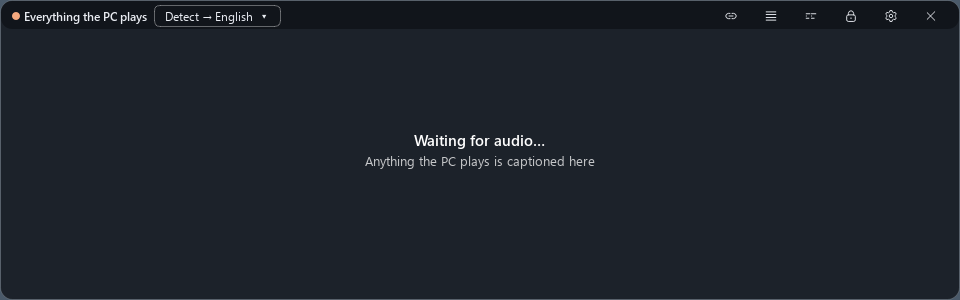 Everything the PC plays
Detect → English
Waiting for audio...
Anything the PC plays is captioned here